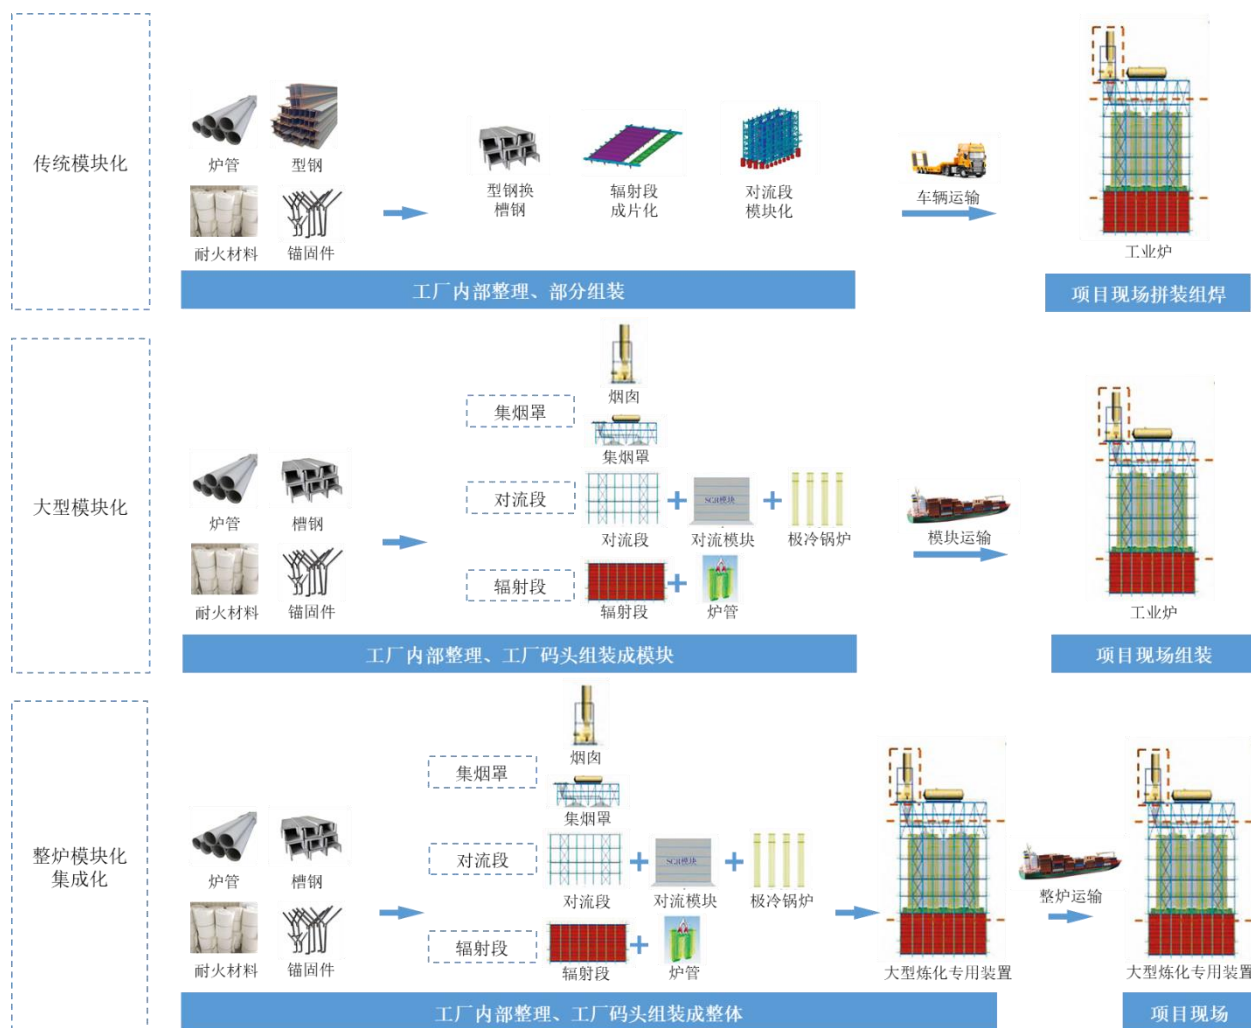 传统模块化
炉管
型钢
耐火材料
锚固件
型钢换
槽钢
辐射段
成片化
对流段
模块化
车辆运输
工业炉
工厂内部整理、部分组装
项目现场拼装组焊
大型模块化
炉管
槽钢
耐火材料
锚固件
烟囱
集烟罩
集烟罩
对流段
SCR模块
对流段
对流模块
极冷锅炉
辐射段
辐射段
炉管
模块运输
工业炉
工厂内部整理、工厂码头组装成模块
项目现场组装
整炉模块化
集成化
炉管
槽钢
耐火材料
锚固件
烟囱
集烟罩
集烟罩
对流段
SCR模块
对流段
对流模块
极冷锅炉
辐射段
辐射段
炉管
大型炼化专用装置
整炉运输
大型炼化专用装置
工厂内部整理、工厂码头组装成整体
项目现场